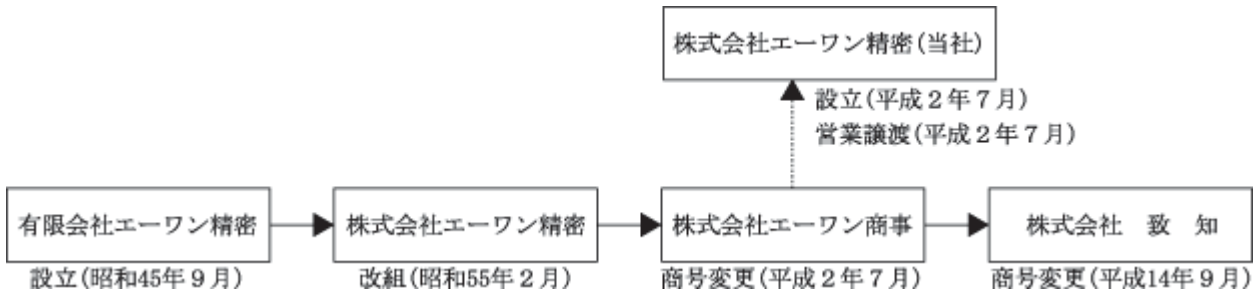 株式会社エーワン精密(当社)
設立(平成2年7月)
営業譲渡(平成2年7月)
有限会社エーワン精密
株式会社エーワン精密
株式会社エーワン商事
株式会社 致 知
設立(昭和45年9月)
改組(昭和55年2月)
商号変更(平成2年7月)
商号変更(平成14年9月)